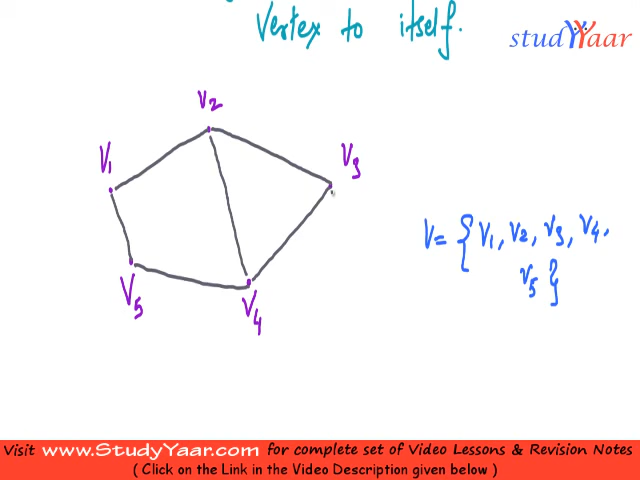 Vertex to itself.
studYYaar
V2
V1
V3
V5
V4
V = { V1, V2, V3, V4,
V5 }
Visit www.StudyYaar.com for complete set of Video Lessons & Revision Notes
( Click on the Link in the Video Description given below )